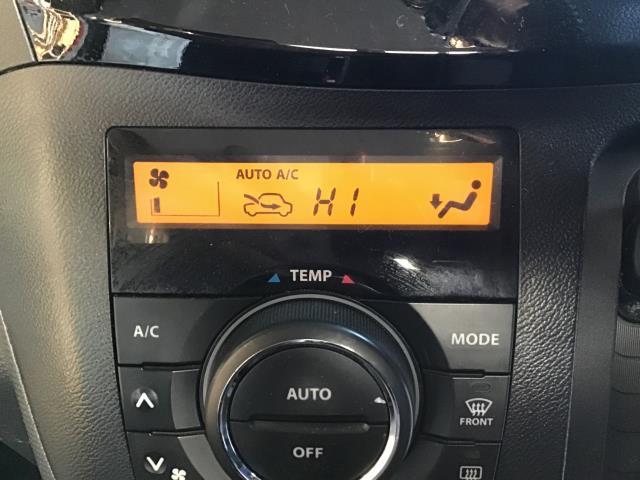 AUTO A/C
HI
TEMP
A/C
MODE
AUTO
OFF
FRONT